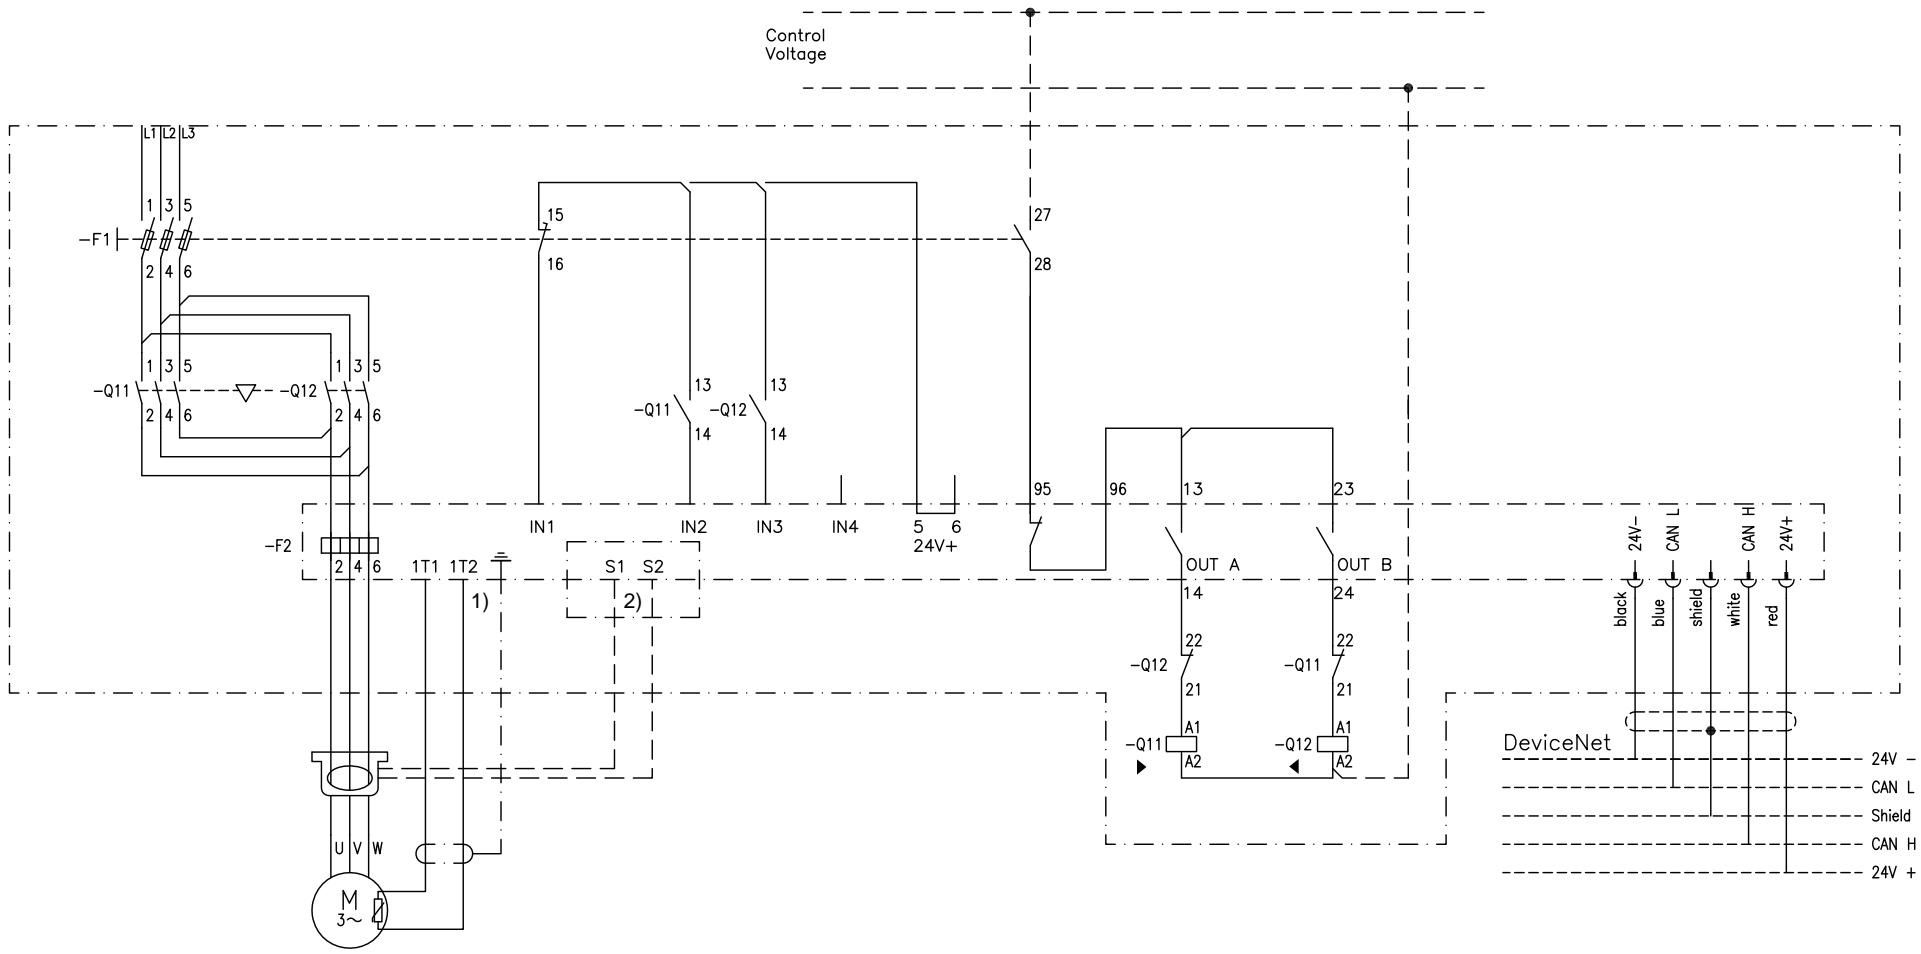 Control
Voltage
L1 L2 L3
1 3 5
15
27
-F1
2 4 6
16
28
1 3 5
1 3 5
13
13
-Q11
-Q12
-Q11
-Q12
2 4 6
2 4 6
14
14
95
96
13
23
IN1
IN2
IN3
IN4
5 6
24V+
24V-
CAN L
CAN H
24V+
-F2
2 4 6
1T1 1T2
S1 S2
OUT A
OUT B
1)
2)
14
24
black
blue
shield
white
red
22
22
-Q12
-Q11
21
21
A1
A1
-Q11
-Q12
A2
A2
DeviceNet
24V -
CAN L
Shield
CAN H
24V +
U V W
M
3~